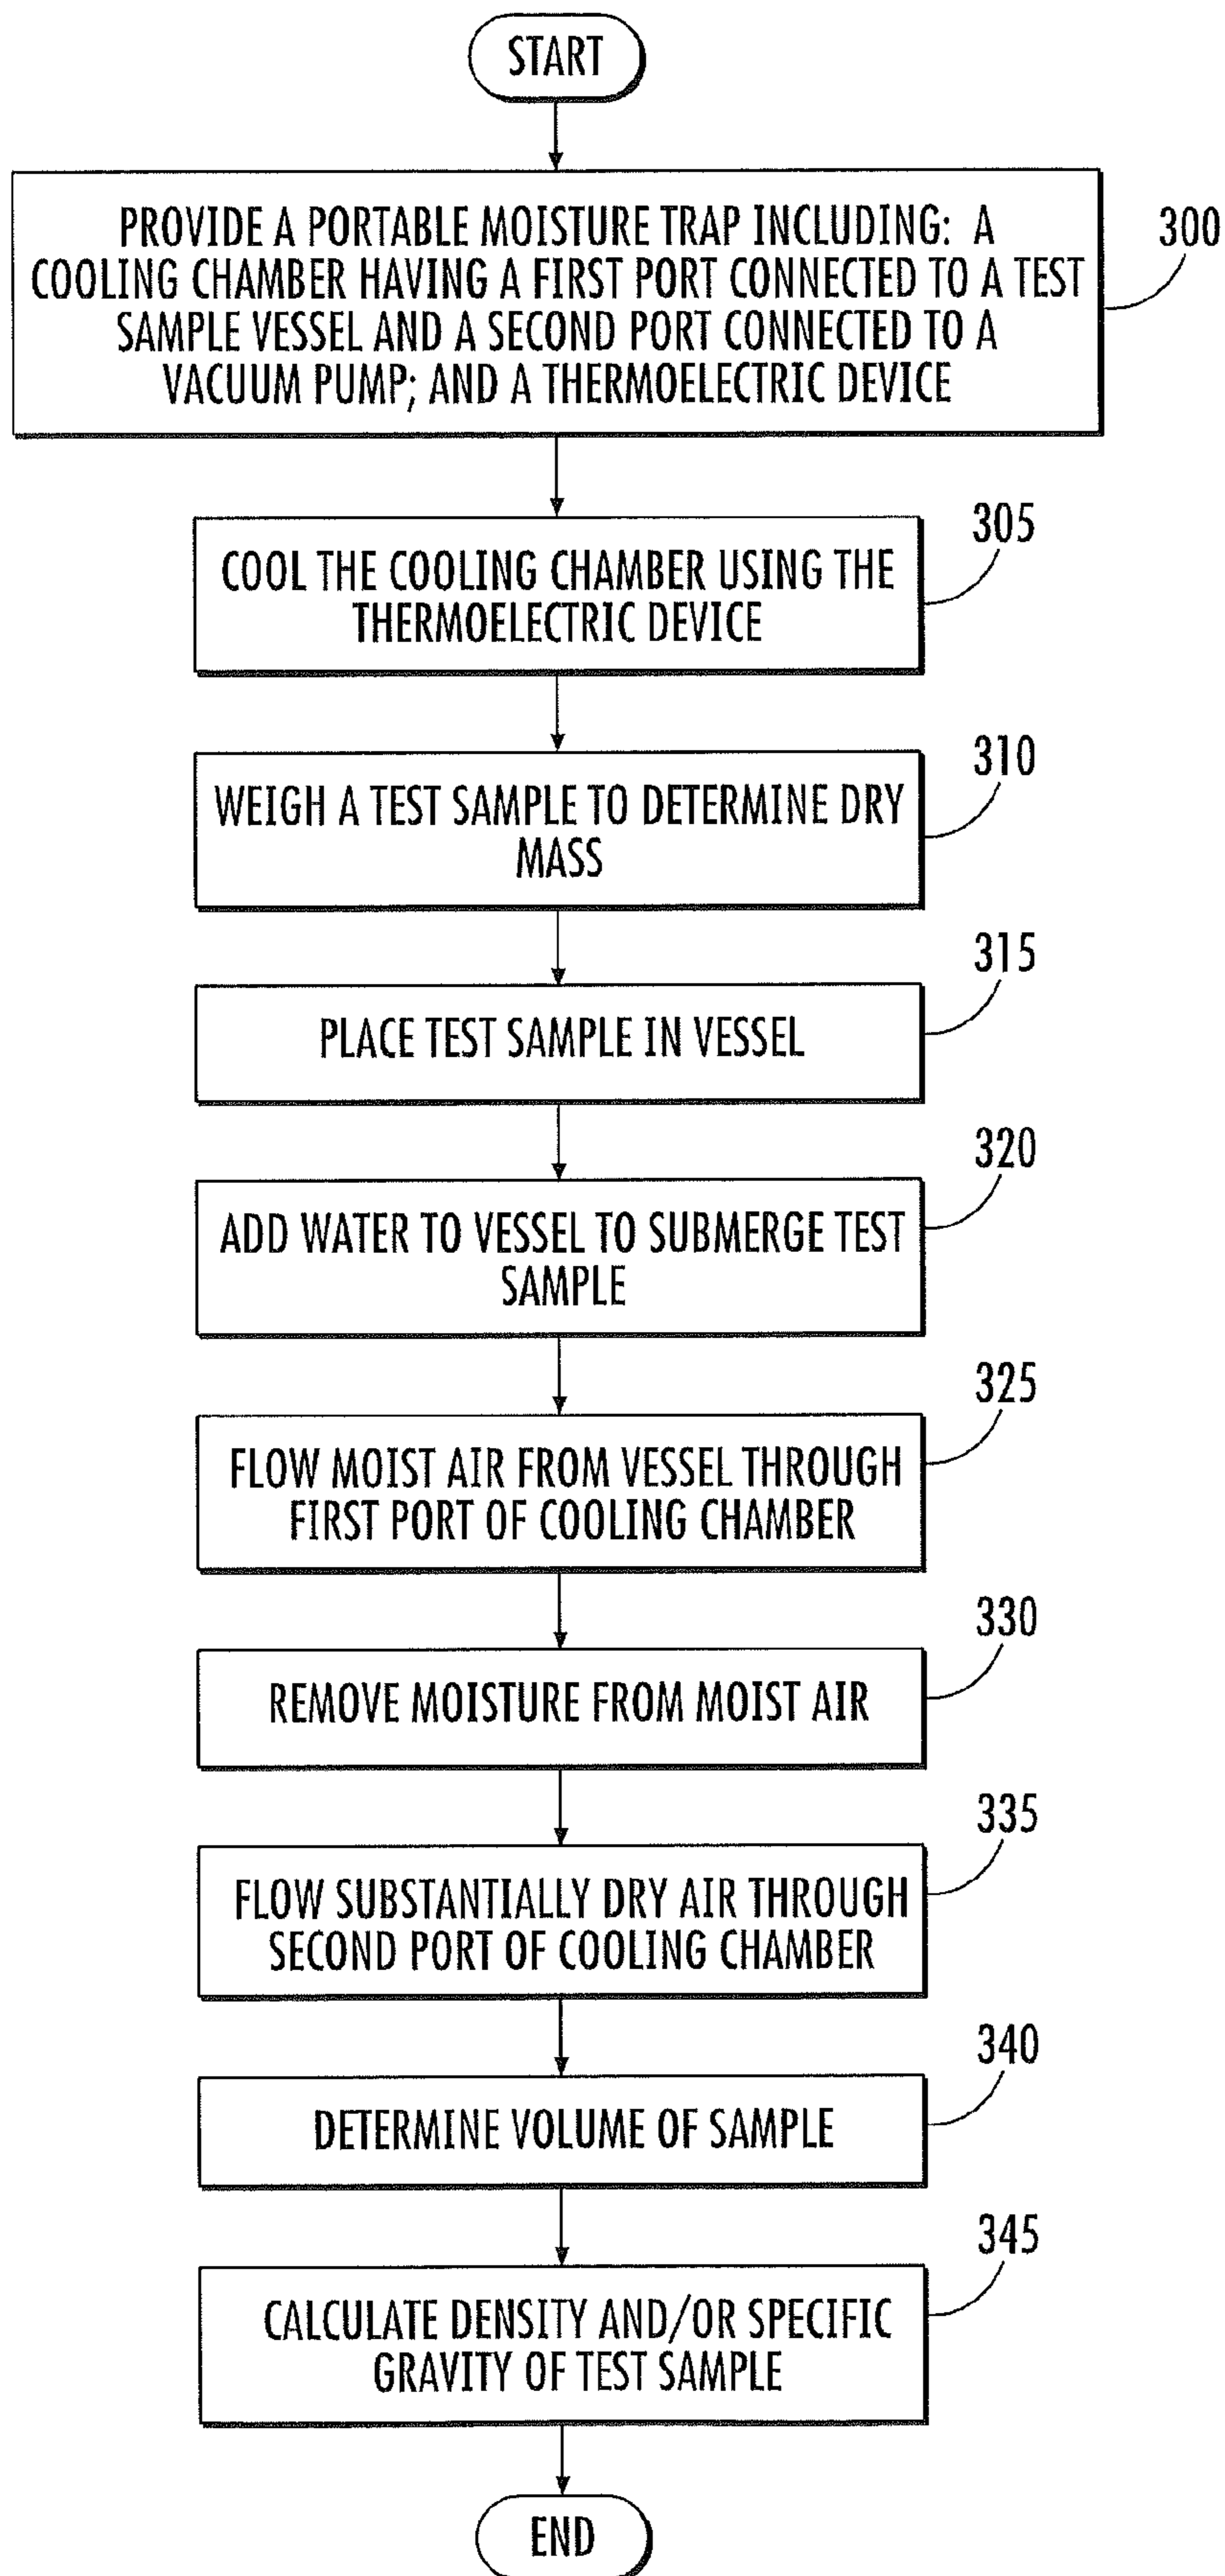 START
PROVIDE A PORTABLE MOISTURE TRAP INCLUDING: A
COOLING CHAMBER HAVING A FIRST PORT CONNECTED TO A TEST
SAMPLE VESSEL AND A SECOND PORT CONNECTED TO A
VACUUM PUMP; AND A THERMOELECTRIC DEVICE
300
COOL THE COOLING CHAMBER USING THE
THERMOELECTRIC DEVICE
305
WEIGH A TEST SAMPLE TO DETERMINE DRY
MASS
310
PLACE TEST SAMPLE IN VESSEL
315
ADD WATER TO VESSEL TO SUBMERGE TEST
SAMPLE
320
FLOW MOIST AIR FROM VESSEL THROUGH
FIRST PORT OF COOLING CHAMBER
325
REMOVE MOISTURE FROM MOIST AIR
330
FLOW SUBSTANTIALLY DRY AIR THROUGH
SECOND PORT OF COOLING CHAMBER
335
DETERMINE VOLUME OF SAMPLE
340
CALCULATE DENSITY AND/OR SPECIFIC
GRAVITY OF TEST SAMPLE
345
END